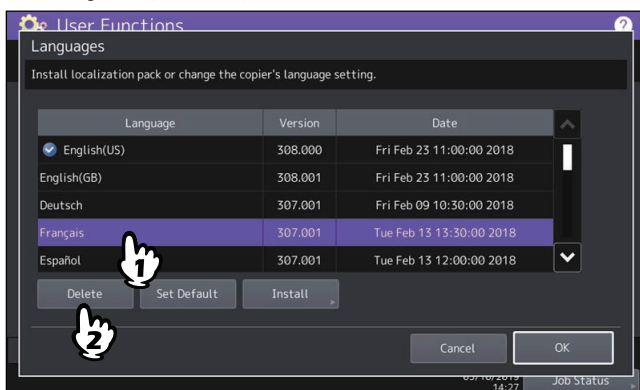 User Functions
?
Languages
Install localization pack or change the copier's language setting.
Language Version Date
English(US) 308.000 Fri Feb 23 11:00:00 2018
English(GB) 308.001 Fri Feb 23 11:00:00 2018
Deutsch 307.001 Fri Feb 09 10:30:00 2018
Français 307.001 Tue Feb 13 13:30:00 2018
Español 307.001 Tue Feb 13 12:00:00 2018
1
Delete Set Default Install
2
Cancel OK
14:27 Job Status